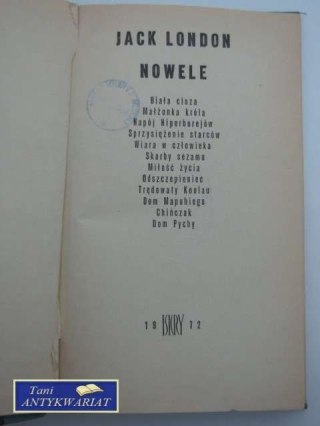 JACK LONDON
NOWELE
Biała cisza
Małżonka króla
Napój Hiperborejów
Sprzysiężenie starców
Wiara w człowieka
Skarby sezamu
Miłość życia
Odszczepieniec
Trędowaty Koolau
Dom Mapuhiego
Chińczak
Dom Pychy
19 ISKRY 72
Tani
ANTYKWARIAT